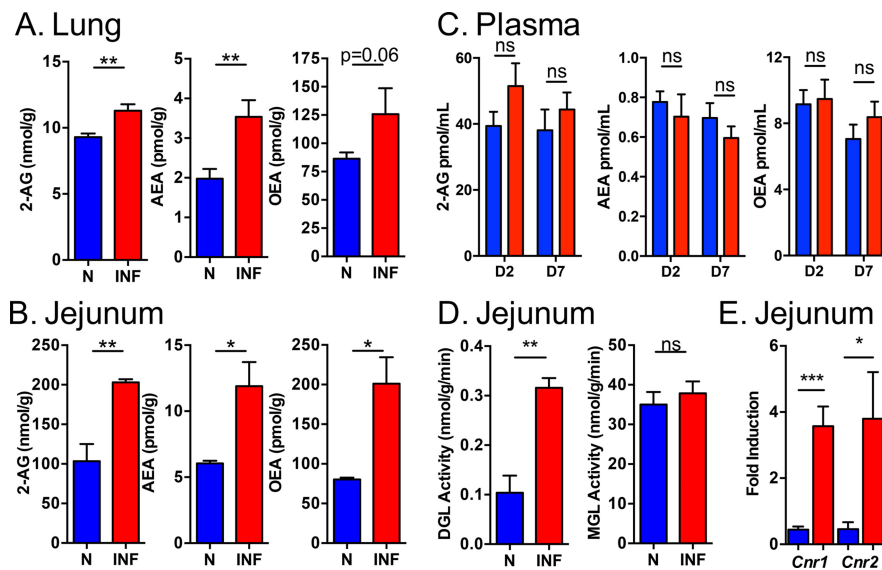 A. Lung
2-AG (nmol/g)
15
10
5
0
**
N INF
AEA (pmol/g)
5
4
3
2
1
0
**
N INF
OEA (pmol/g)
175
150
125
100
75
50
25
0
p=0.06
N INF
B. Jejunum
2-AG (nmol/g)
250
200
150
100
50
0
**
N INF
AEA (pmol/g)
15
10
5
0
*
N INF
OEA (pmol/g)
250
200
150
100
50
0
*
N INF
C. Plasma
2-AG pmol/mL
60
40
20
0
ns
ns
D2 D7
AEA pmol/mL
1.0
0.8
0.6
0.4
0.2
0.0
ns
ns
D2 D7
OEA pmol/mL
12
9
6
3
0
ns
ns
D2 D7
D. Jejunum
DGL Activity (nmol/g/min)
0.4
0.3
0.2
0.1
0.0
**
N INF
MGL Activity (nmol/g/min)
50
40
30
20
10
0
ns
N INF
E. Jejunum
Fold Induction
6
4
2
0
***
*
Cnr1 Cnr2